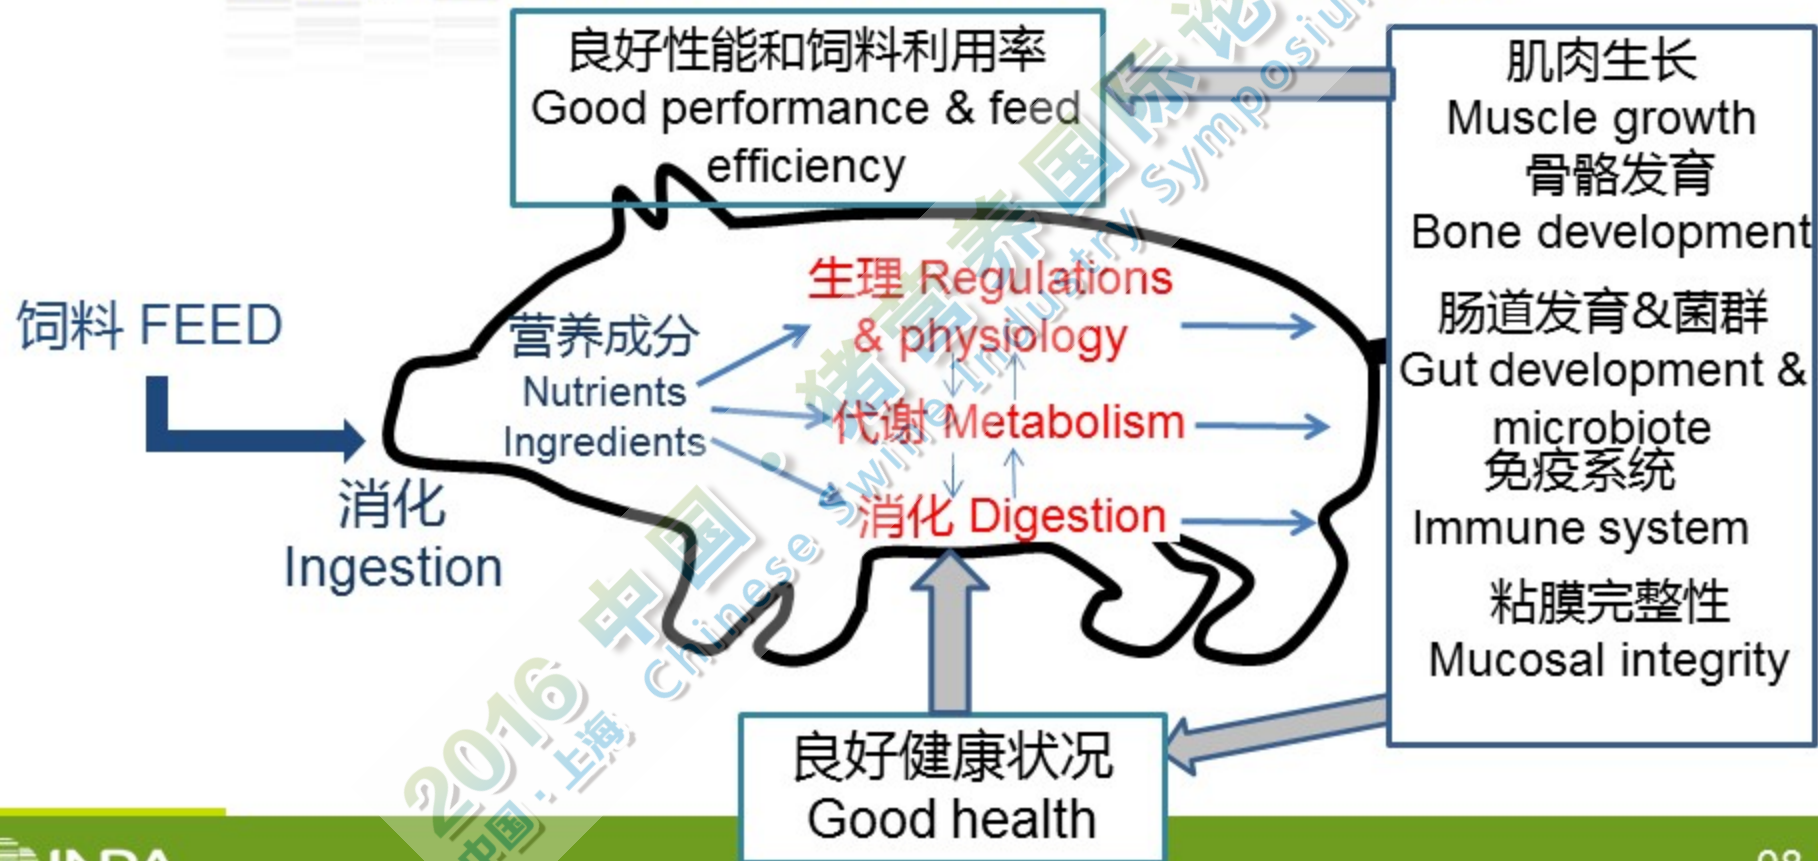 良好性能和饲料利用率
Good performance & feed
efficiency
肌肉生长
Muscle growth
骨骼发育
Bone development
肠道发育&菌群
Gut development &
microbiote
免疫系统
Immune system
粘膜完整性
Mucosal integrity
饲料 FEED
消化
Ingestion
营养成分
Nutrients
Ingredients
生理 Regulations
& physiology
代谢 Metabolism
消化 Digestion
良好健康状况
Good health
2016 中国·猪营养国际论
中国·上海 Chinese Swine Industry Symposium